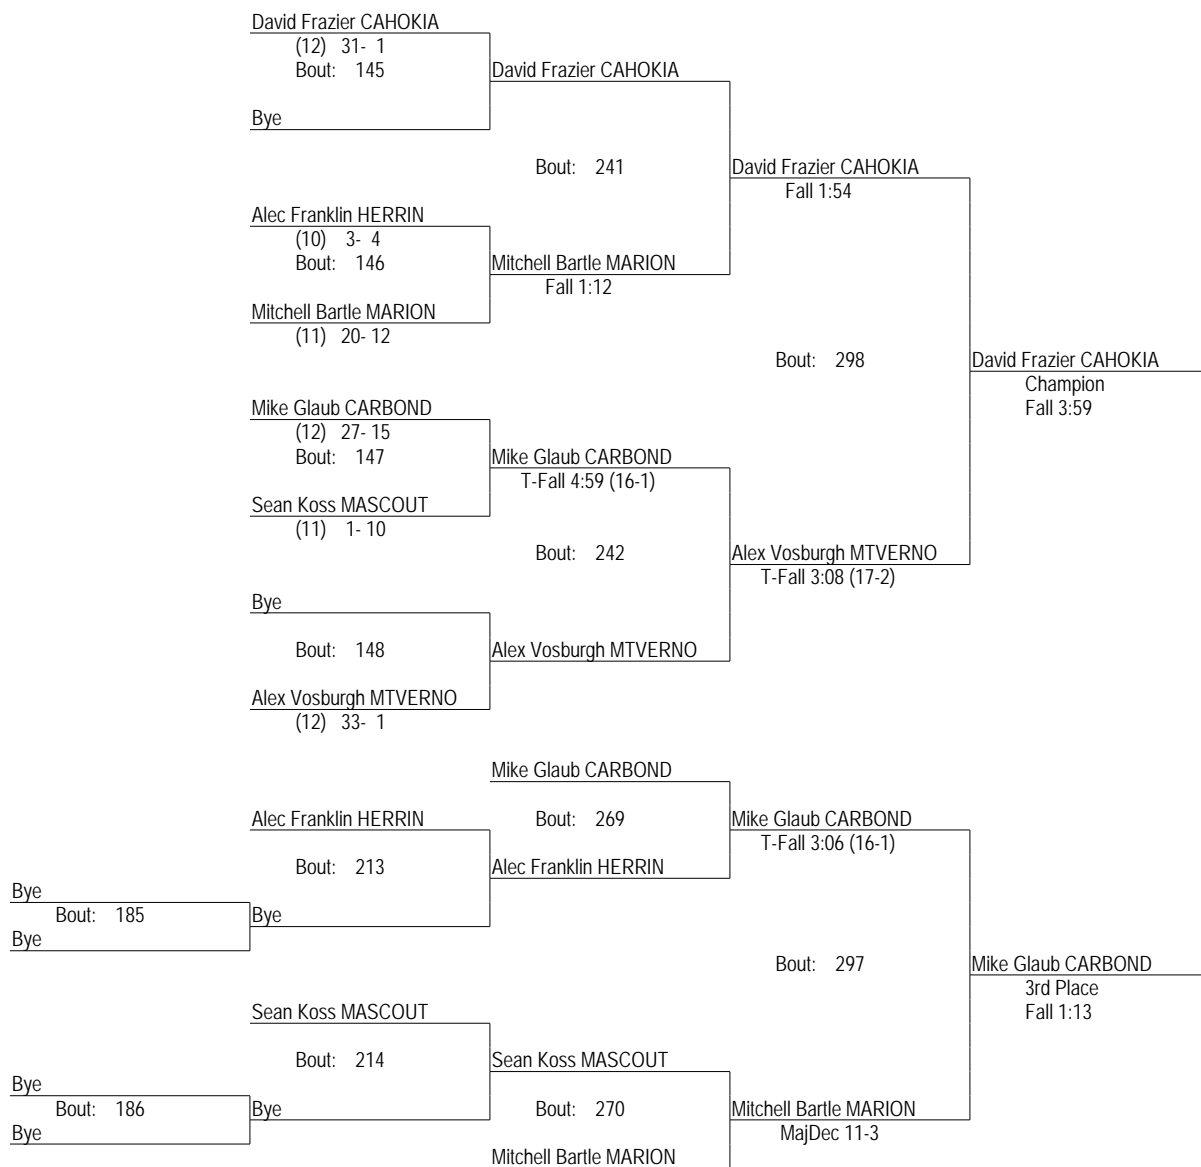 David Frazier CAHOKIA
(12) 31- 1
Bout: 145
David Frazier CAHOKIA
Bye
Bout: 241
David Frazier CAHOKIA
Fall 1:54
Alec Franklin HERRIN
(10) 3- 4
Bout: 146
Mitchell Bartle MARION
Fall 1:12
Mitchell Bartle MARION
(11) 20- 12
Bout: 298
David Frazier CAHOKIA
Champion
Fall 3:59
Mike Glaub CARBOND
(12) 27- 15
Bout: 147
Mike Glaub CARBOND
T-Fall 4:59 (16-1)
Sean Koss MASCOUT
(11) 1- 10
Bout: 242
Alex Vosburgh MTVERNO
T-Fall 3:08 (17-2)
Bye
Bout: 148
Alex Vosburgh MTVERNO
Alex Vosburgh MTVERNO
(12) 33- 1
Mike Glaub CARBOND
Alec Franklin HERRIN
Bout: 269
Mike Glaub CARBOND
T-Fall 3:06 (16-1)
Bout: 213
Alec Franklin HERRIN
Bye
Bout: 185
Bye
Bye
Bout: 297
Mike Glaub CARBOND
3rd Place
Fall 1:13
Sean Koss MASCOUT
Bout: 214
Sean Koss MASCOUT
Bye
Bout: 186
Bye
Bye
Bout: 270
Mitchell Bartle MARION
MajDec 11-3
Mitchell Bartle MARION